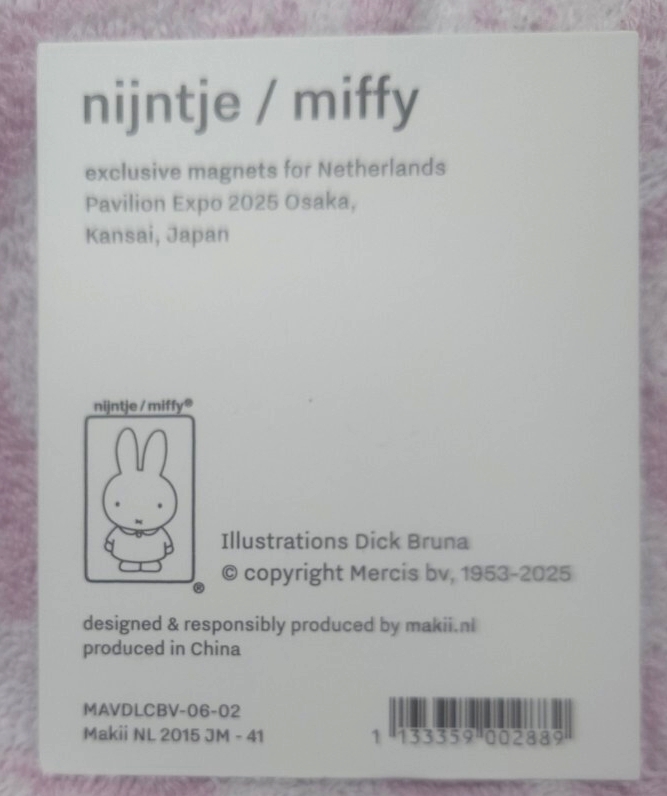 nijntje / miffy
exclusive magnets for Netherlands
Pavilion Expo 2025 Osaka,
Kansai, Japan
nijntje / miffy®
®
Illustrations Dick Bruna
© copyright Mercis bv, 1953-2025
designed & responsibly produced by makii.nl
produced in China
MAVDLCBV-06-02
Makii NL 2015 JM - 41
1 133359 002889